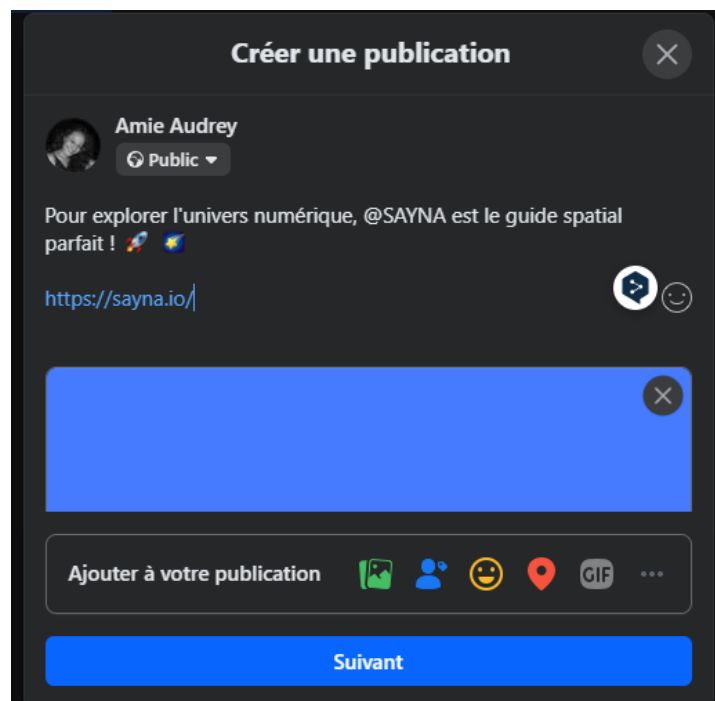 Créer une publication
Amie Audrey
Public
Pour explorer l'univers numérique, @SAYNA est le guide spatial
parfait ! 🚀 🌠
https://sayna.io/
Ajouter à votre publication
GIF
Suivant